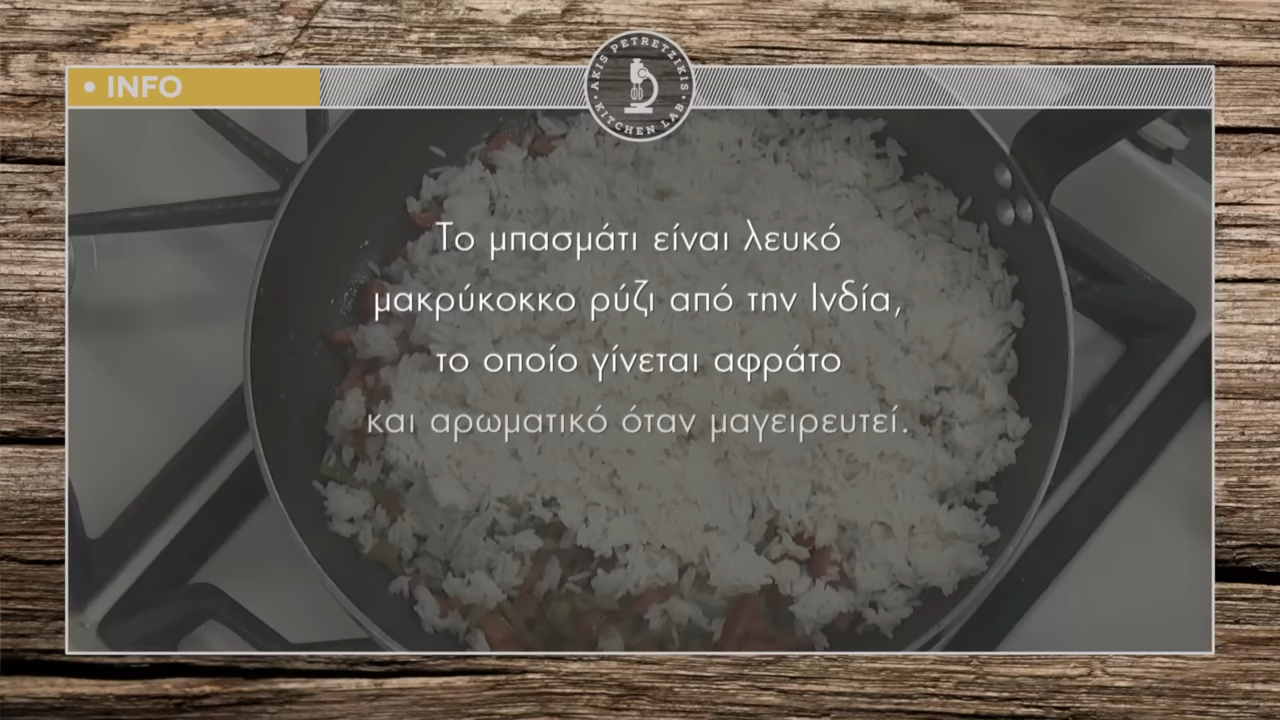 • INFO
AKIS PETRETZIKIS
• KITCHEN LAB •
Το μπασμάτι είναι λευκό
μακρύκοκκο ρύζι από την Ινδία,
το οποίο γίνεται αφράτο
και αρωματικό όταν μαγειρευτεί.